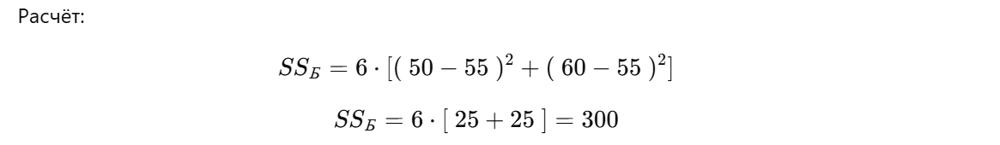 Расчёт:
SS_Б = 6 · [( 50 − 55 )² + ( 60 − 55 )²]
SS_Б = 6 · [ 25 + 25 ] = 300